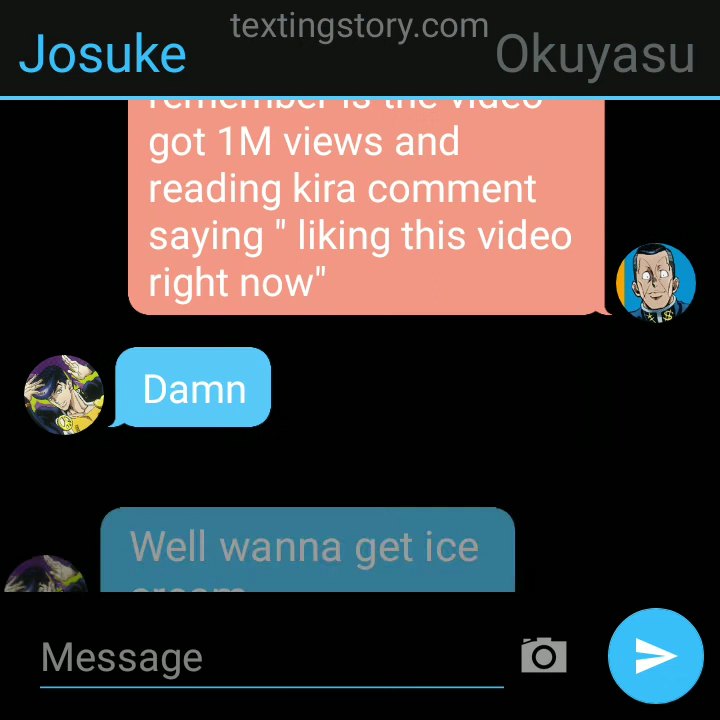 textingstory.com
Josuke
Okuyasu
remember is the video
got 1M views and
reading kira comment
saying " liking this video
right now"
Damn
Well wanna get ice
cream
Message